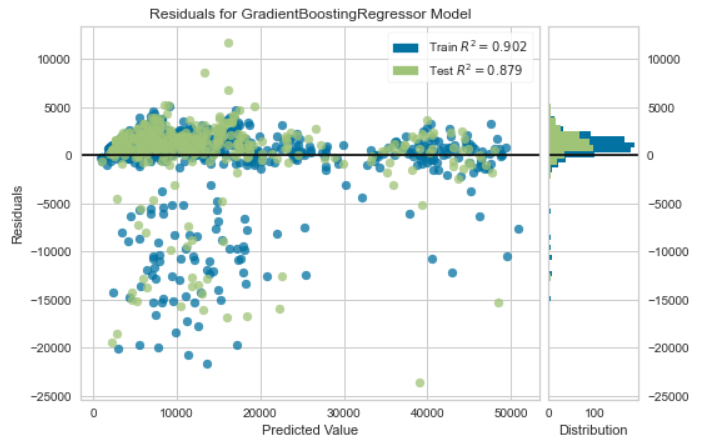 Residuals for GradientBoostingRegressor Model
Train R² = 0.902
Test R² = 0.879
Residuals
10000
5000
0
−5000
−10000
−15000
−20000
−25000
0 10000 20000 30000 40000 50000
Predicted Value
10000
5000
0
−5000
−10000
−15000
−20000
−25000
0 100
Distribution